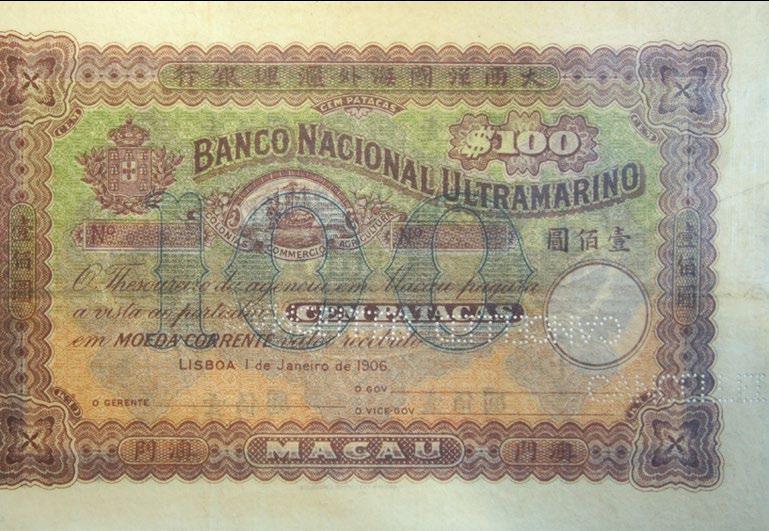 行銀理滙外海國洋西大
CEM PATACAS
BANCO NACIONAL ULTRAMARINO
$100
COLONIAS COMMERCIO AGRICULTURA
100
Nº
Nº
圓佰壹
壹佰圓
壹佰圓
O Thesoureiro da agencia em Macau pagará
a vista ao portador CEM PATACAS
em MOEDA CORRENTE valor recebido
LISBOA 1 de Janeiro de 1906.
O GERENTE
O GOV
O VICE-GOV
門澳
MACAU
門澳